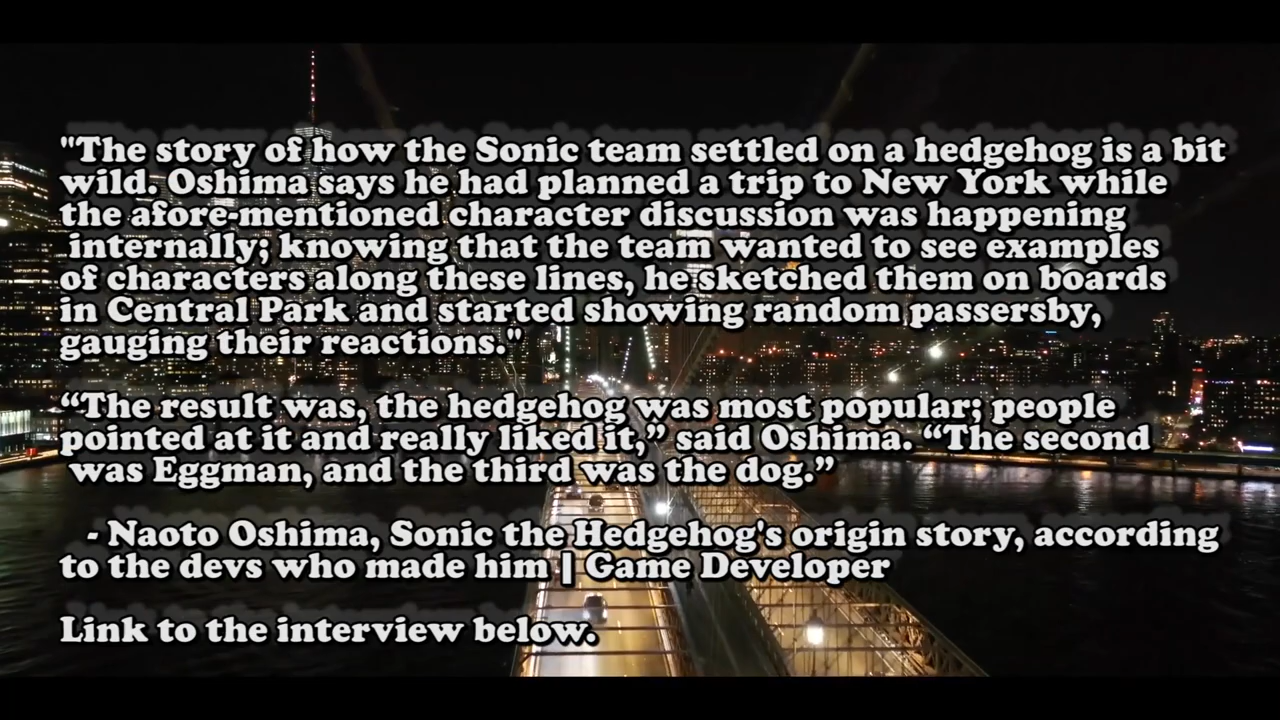 "The story of how the Sonic team settled on a hedgehog is a bit
wild. Oshima says he had planned a trip to New York while
the afore-mentioned character discussion was happening
internally; knowing that the team wanted to see examples
of characters along these lines, he sketched them on boards
in Central Park and started showing random passersby,
gauging their reactions."
“The result was, the hedgehog was most popular; people
pointed at it and really liked it,” said Oshima. “The second
was Eggman, and the third was the dog.”
- Naoto Oshima, Sonic the Hedgehog's origin story, according
to the devs who made him | Game Developer
Link to the interview below.